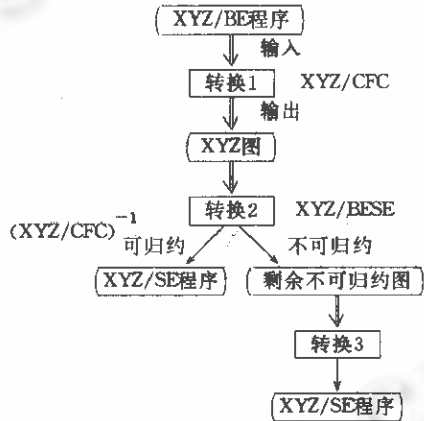 XYZ/BE程序
输入
转换1 XYZ/CFC
输出
XYZ图
转换2 XYZ/BESE
(XYZ/CFC)⁻¹
可归约 不可归约
XYZ/SE程序 剩余不可归约图
转换3
XYZ/SE程序